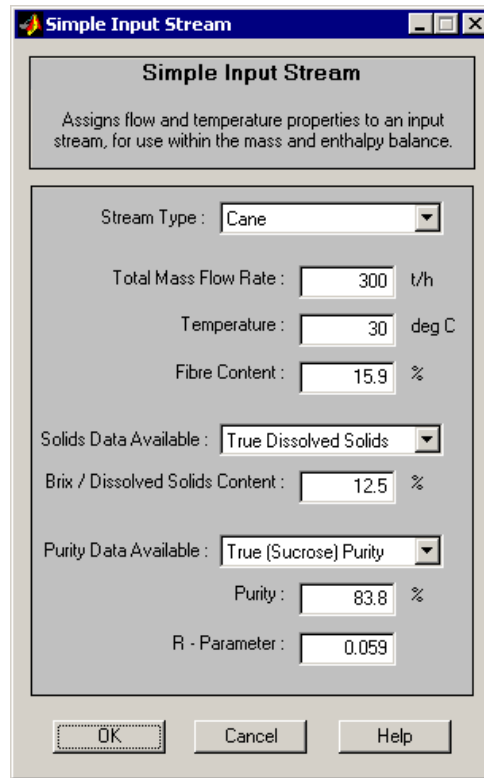 Simple Input Stream
Simple Input Stream
Assigns flow and temperature properties to an input
stream, for use within the mass and enthalpy balance.
Stream Type : Cane
Total Mass Flow Rate : 300 t/h
Temperature : 30 deg C
Fibre Content : 15.9 %
Solids Data Available : True Dissolved Solids
Brix / Dissolved Solids Content : 12.5 %
Purity Data Available : True (Sucrose) Purity
Purity : 83.8 %
R - Parameter : 0.059
OK Cancel Help